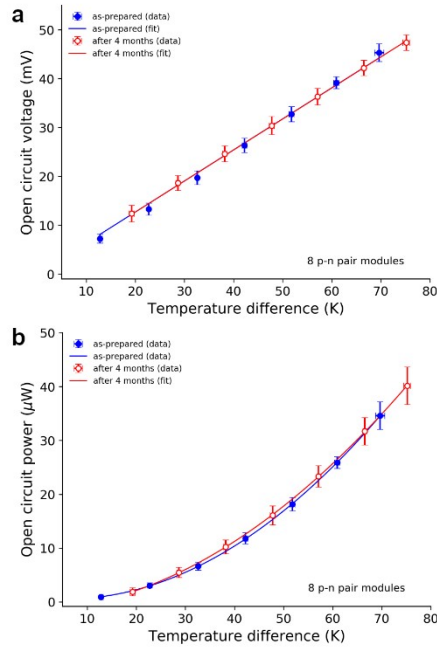 a
as-prepared (data)
as-prepared (fit)
after 4 months (data)
after 4 months (fit)
50
40
30
20
10
0
Open circuit voltage (mV)
8 p-n pair modules
10 20 30 40 50 60 70 80
Temperature difference (K)
b
as-prepared (data)
as-prepared (data)
after 4 months (data)
after 4 months (fit)
50
40
30
20
10
0
Open circuit power (μW)
8 p-n pair modules
10 20 30 40 50 60 70 80
Temperature difference (K)